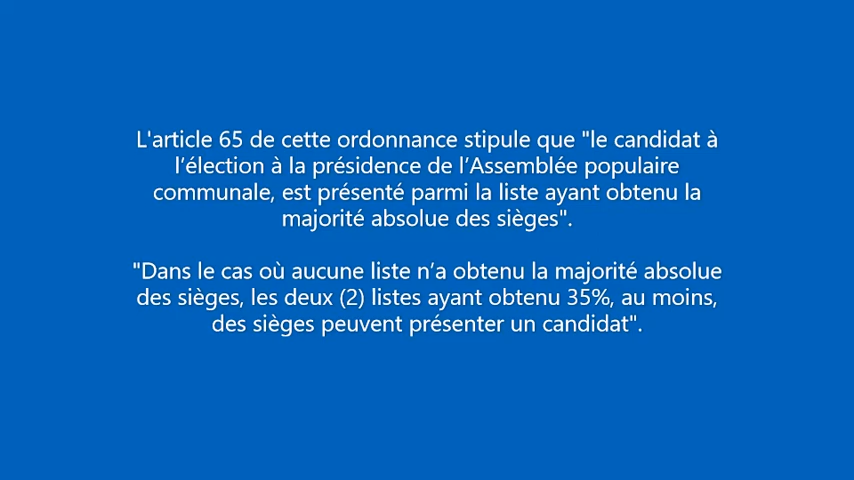 L'article 65 de cette ordonnance stipule que "le candidat à
l’élection à la présidence de l’Assemblée populaire
communale, est présenté parmi la liste ayant obtenu la
majorité absolue des sièges".
"Dans le cas où aucune liste n’a obtenu la majorité absolue
des sièges, les deux (2) listes ayant obtenu 35%, au moins,
des sièges peuvent présenter un candidat".